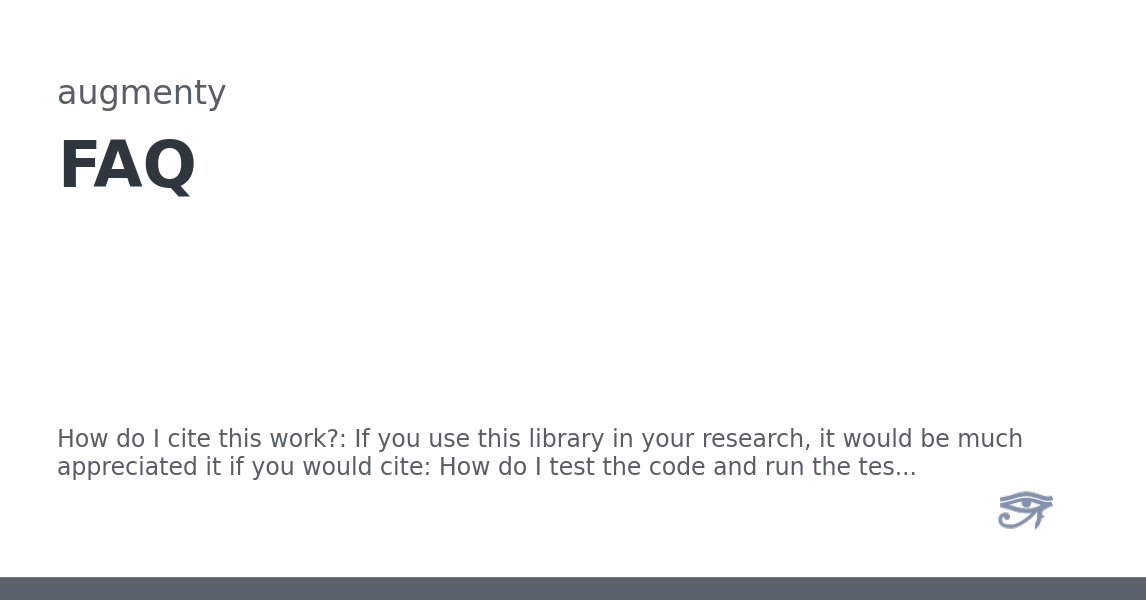 augmenty
FAQ
How do I cite this work?: If you use this library in your research, it would be much
appreciated it if you would cite: How do I test the code and run the tes...